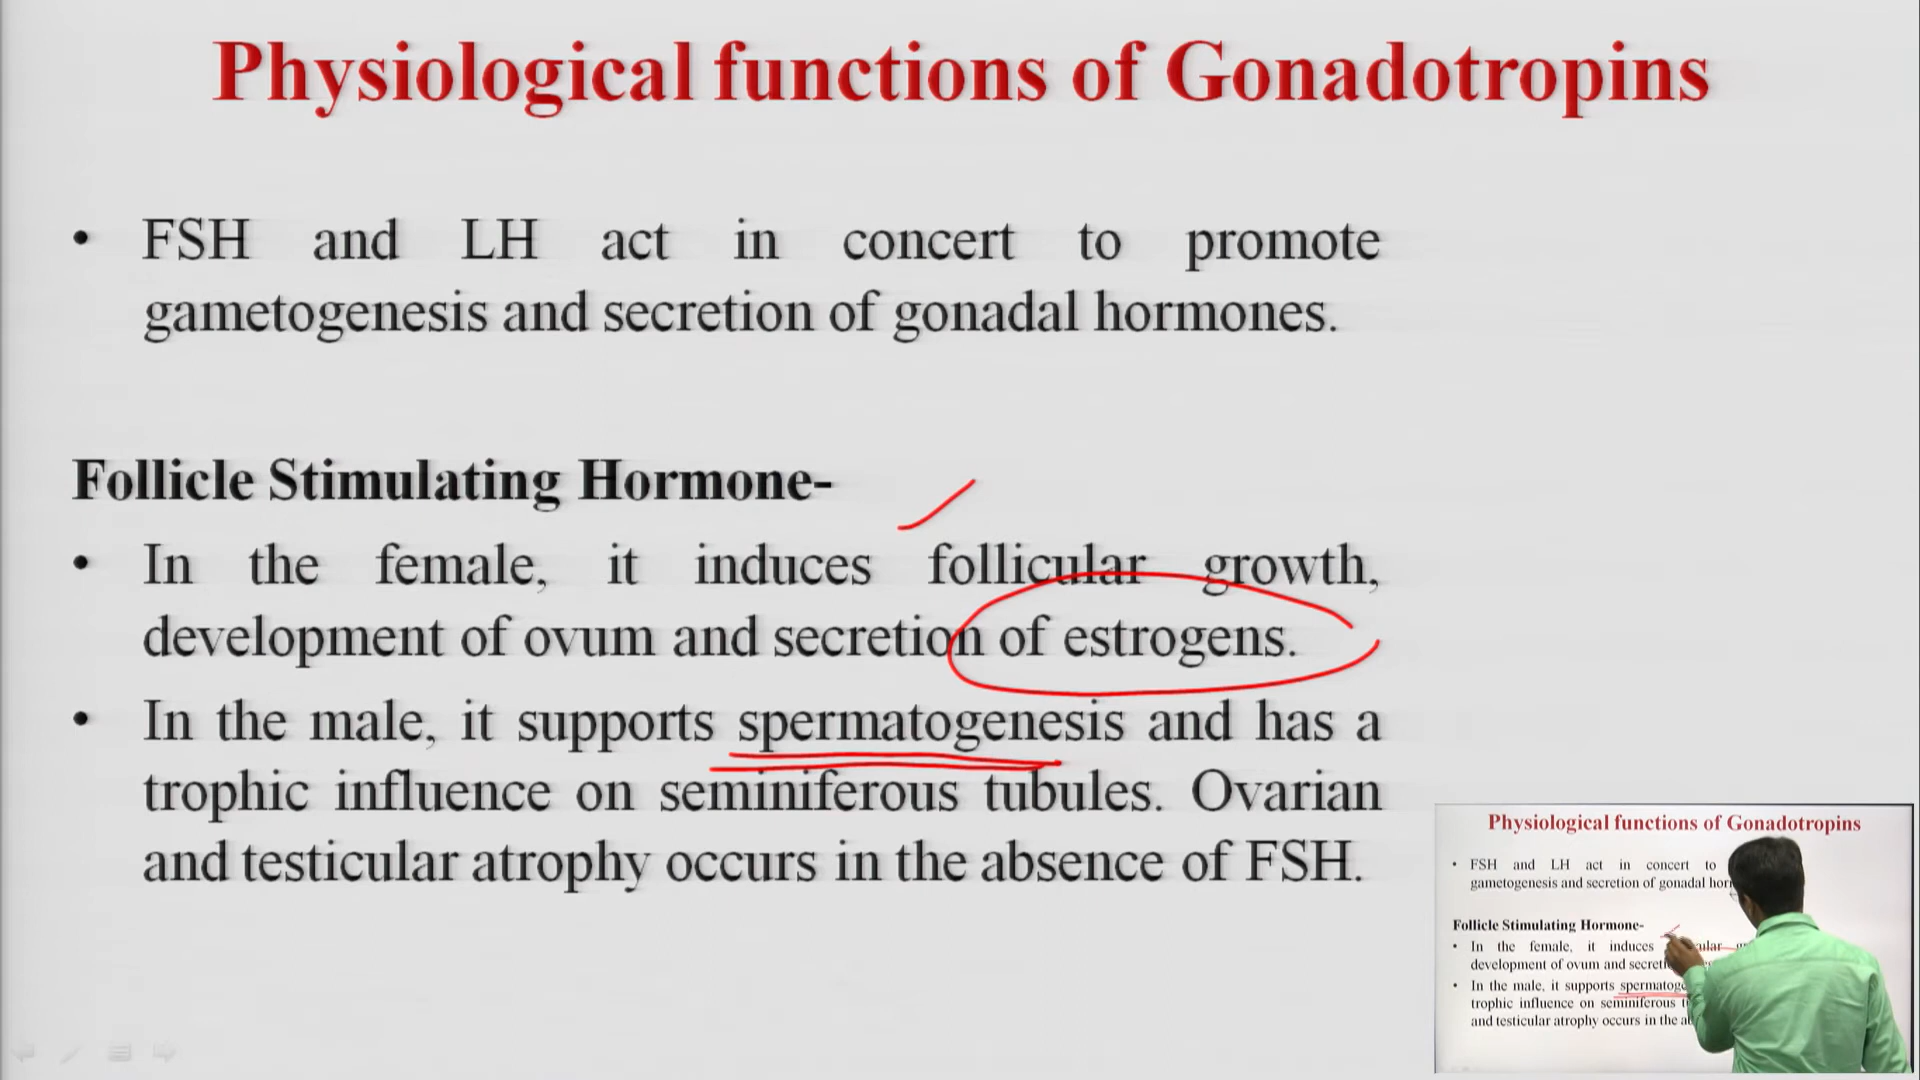 Physiological functions of Gonadotropins
• FSH and LH act in concert to promote
gametogenesis and secretion of gonadal hormones.
Follicle Stimulating Hormone-
• In the female, it induces follicular growth,
development of ovum and secretion of estrogens.
• In the male, it supports spermatogenesis and has a
trophic influence on seminiferous tubules. Ovarian
and testicular atrophy occurs in the absence of FSH.
Physiological functions of Gonadotropins
• FSH and LH act in concert to
gametogenesis and secretion of gonadal
Follicle Stimulating Hormone-
• In the female, it induces
development of ovum and
• In the male, it supports
trophic influence on seminiferous
and testicular atrophy occurs in the